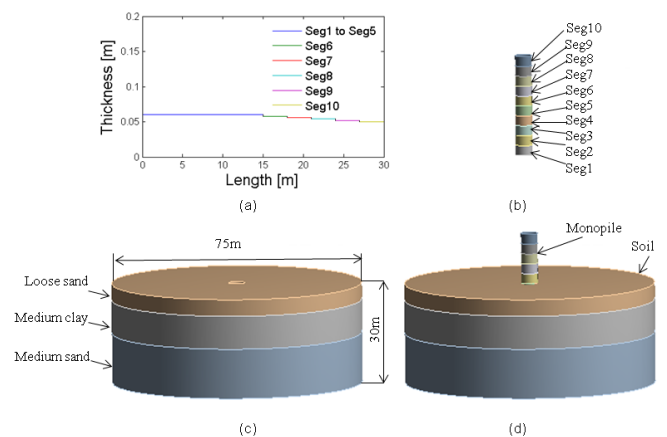 0.2
0.15
0.1
0.05
0
Thickness [m]
0 5 10 15 20 25 30
Length [m]
Seg1 to Seg5
Seg6
Seg7
Seg8
Seg9
Seg10
(a)
Seg10
Seg9
Seg8
Seg7
Seg6
Seg5
Seg4
Seg3
Seg2
Seg1
(b)
75m
Loose sand
Medium clay
Medium sand
30m
(c)
Monopile
Soil
(d)